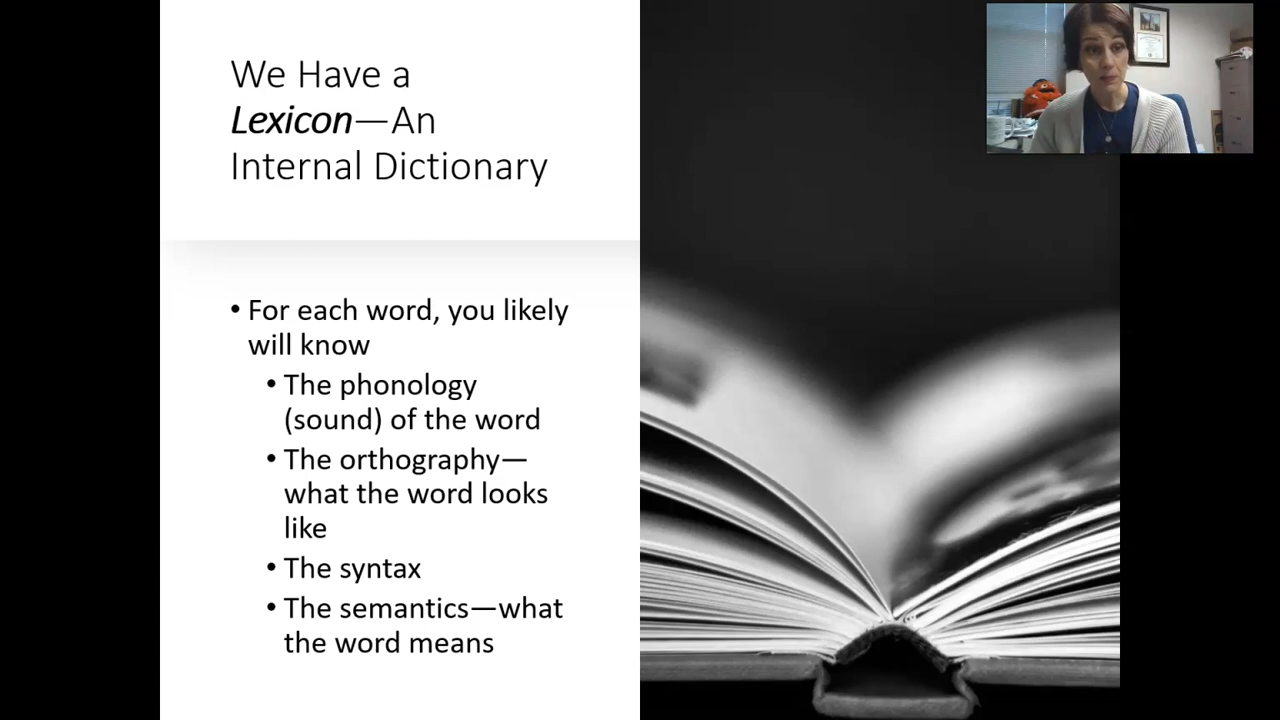 We Have a
Lexicon—An
Internal Dictionary
• For each word, you likely
will know
• The phonology
(sound) of the word
• The orthography—
what the word looks
like
• The syntax
• The semantics—what
the word means